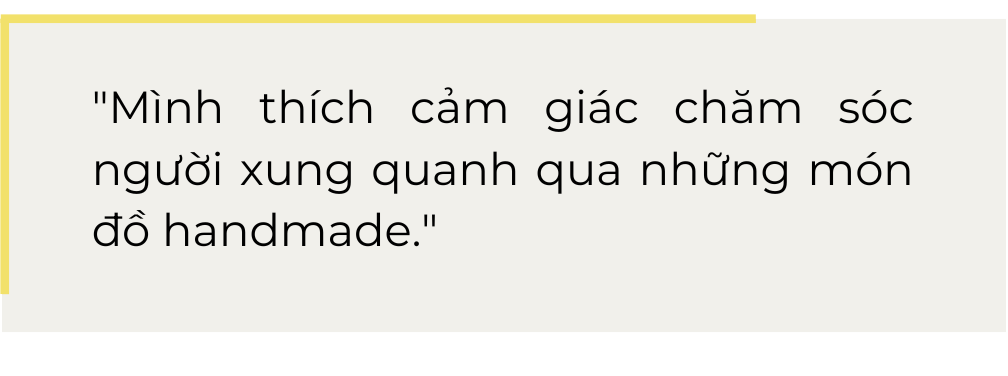 "Mình thích cảm giác chăm sóc
người xung quanh qua những món
đồ handmade."